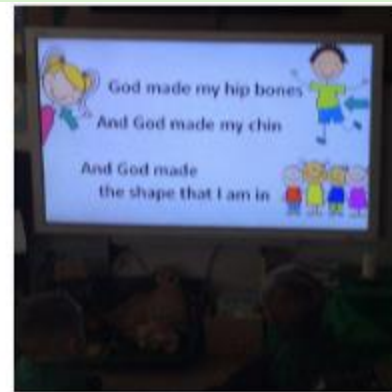 God made my hip bones
And God made my chin
And God made
the shape that I am in